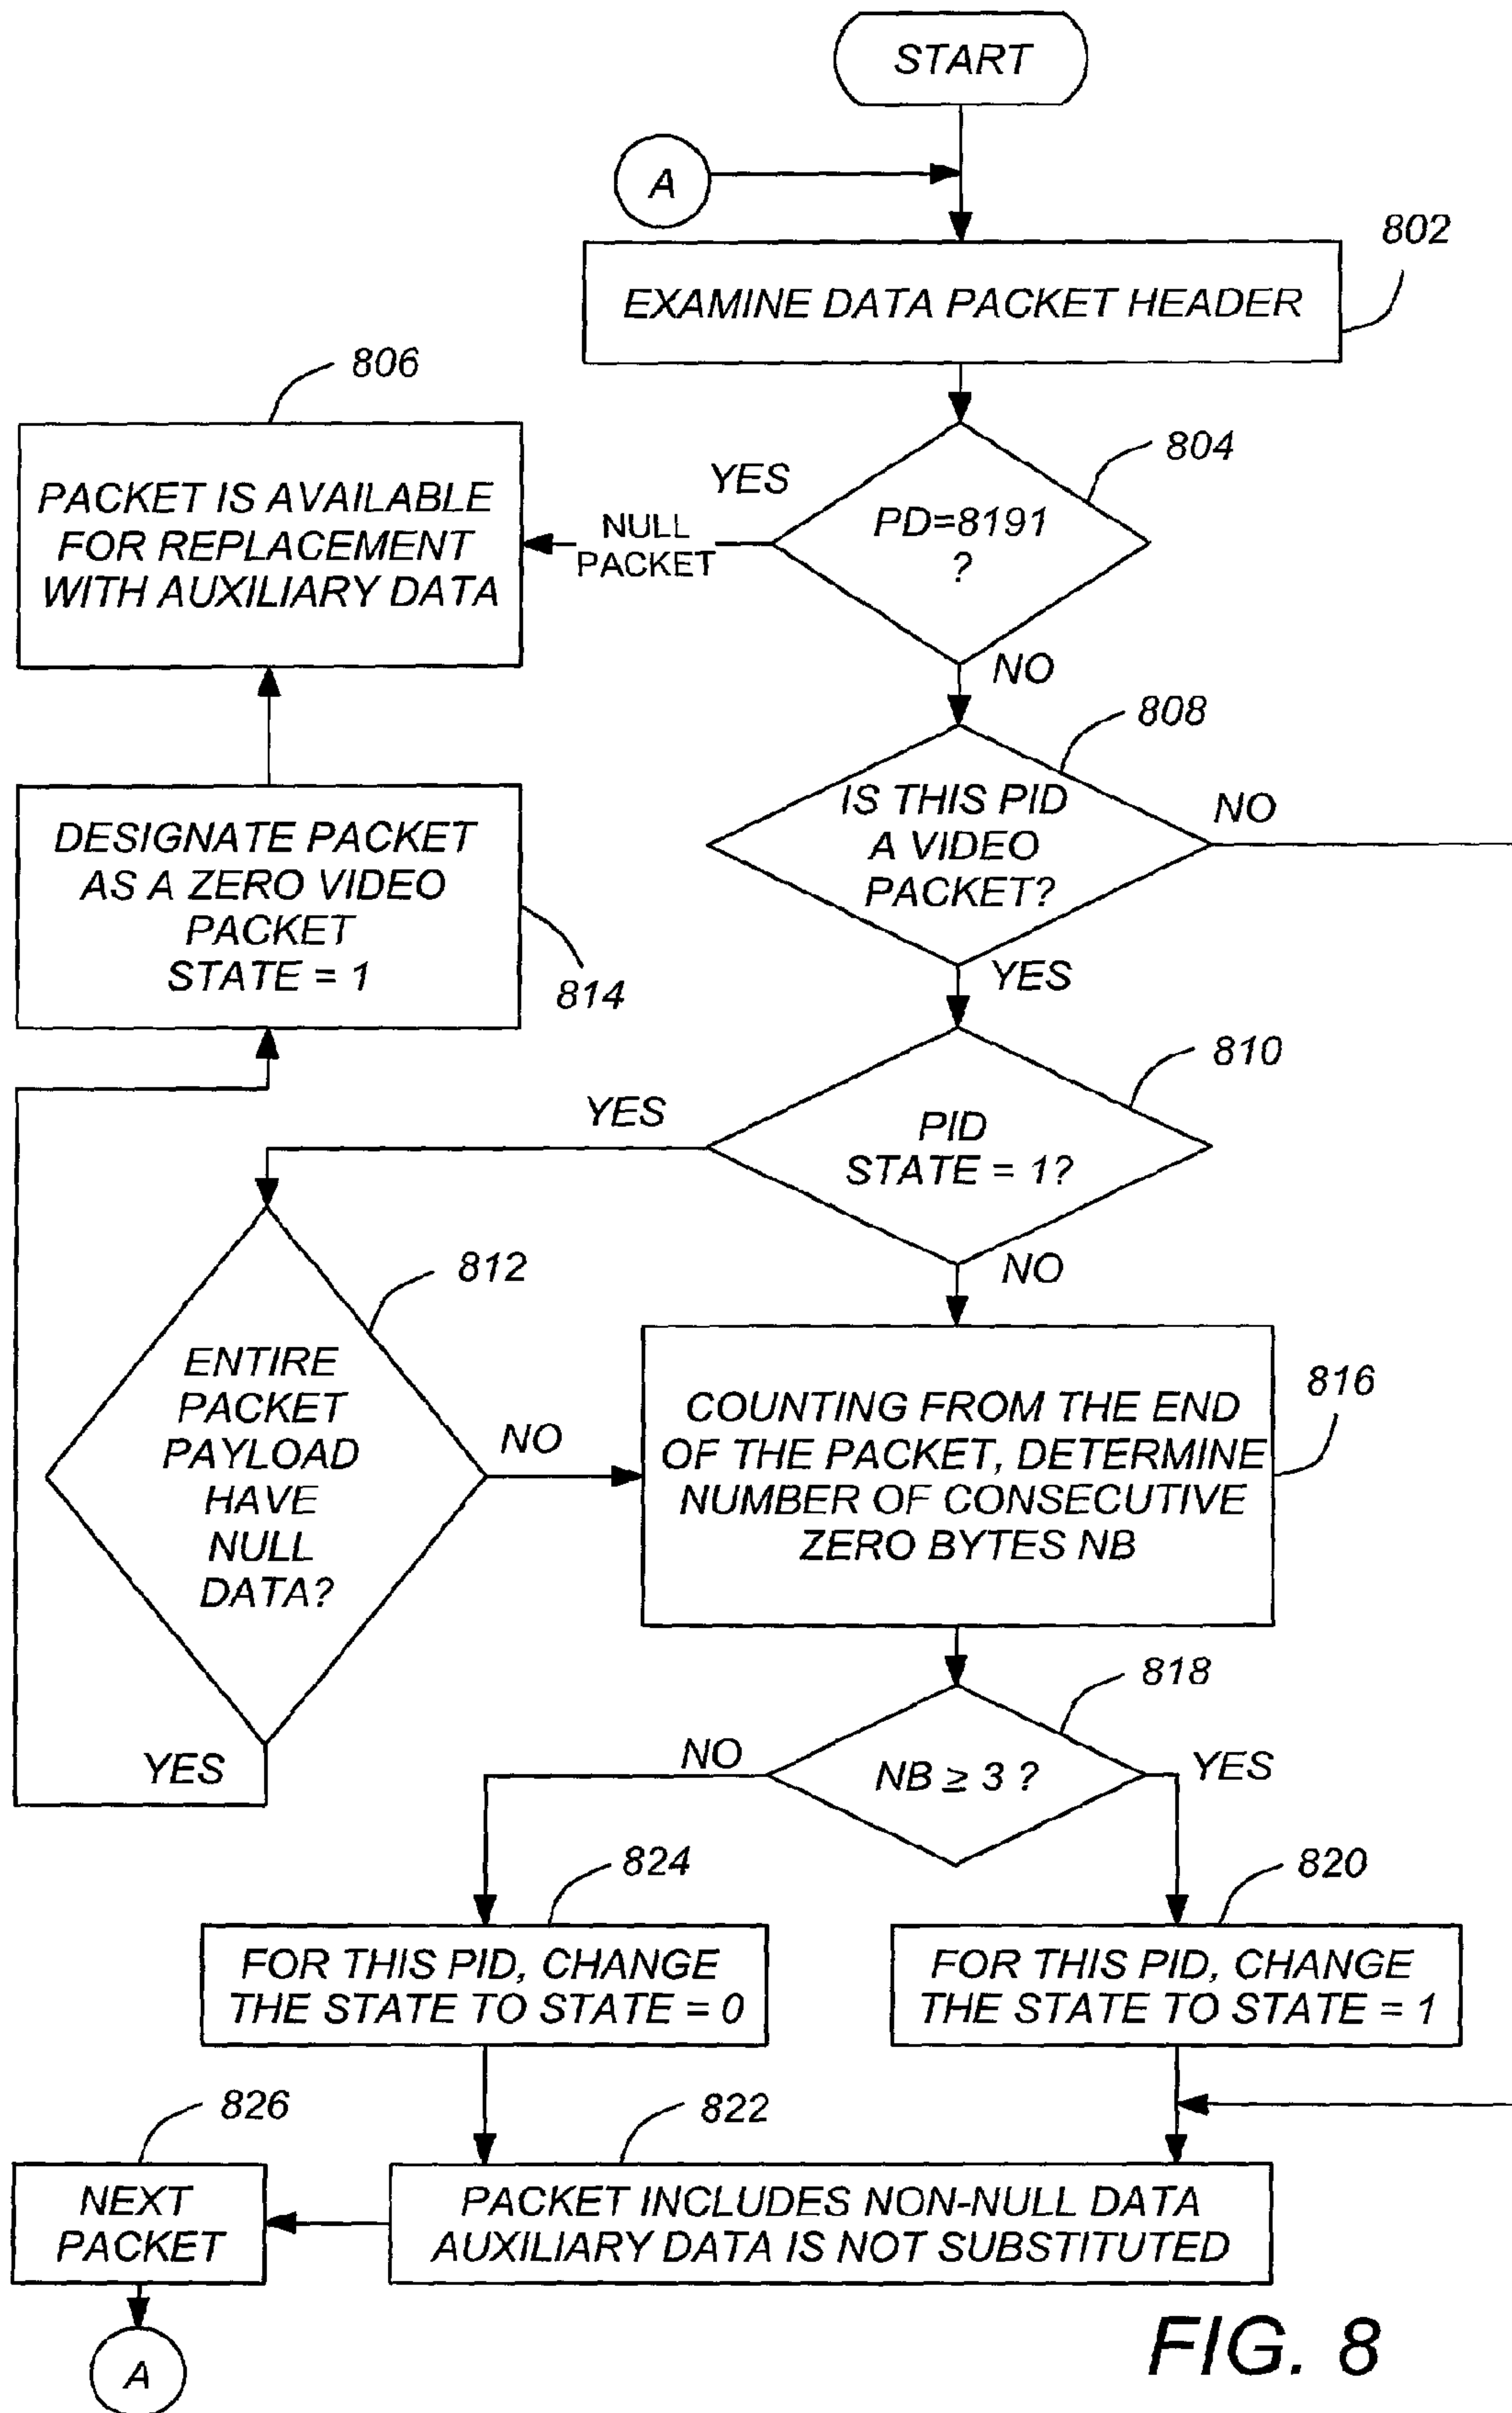 START
A
802
EXAMINE DATA PACKET HEADER
806
804
YES
PACKET IS AVAILABLE
FOR REPLACEMENT
WITH AUXILIARY DATA
NULL
PACKET
PD=8191
?
NO
808
IS THIS PID
A VIDEO
PACKET?
NO
DESIGNATE PACKET
AS A ZERO VIDEO
PACKET
STATE = 1
814
YES
810
YES
PID
STATE = 1?
NO
812
ENTIRE
PACKET
PAYLOAD
HAVE
NULL
DATA?
NO
YES
816
COUNTING FROM THE END
OF THE PACKET, DETERMINE
NUMBER OF CONSECUTIVE
ZERO BYTES NB
818
NO
NB ≥ 3 ?
YES
824
820
FOR THIS PID, CHANGE
THE STATE TO STATE = 0
FOR THIS PID, CHANGE
THE STATE TO STATE = 1
826
822
NEXT
PACKET
PACKET INCLUDES NON-NULL DATA
AUXILIARY DATA IS NOT SUBSTITUTED
A
FIG. 8